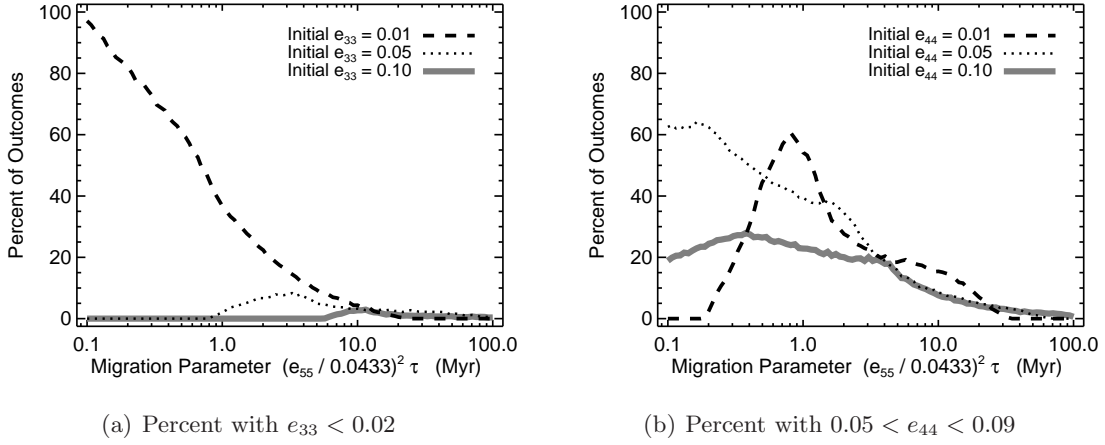 100
80
60
40
20
0
Percent of Outcomes
Initial e33 = 0.01
Initial e33 = 0.05
Initial e33 = 0.10
0.1 1.0 10.0 100.0
Migration Parameter (e55 / 0.0433)² τ (Myr)
(a) Percent with e33 < 0.02
100
80
60
40
20
0
Percent of Outcomes
Initial e44 = 0.01
Initial e44 = 0.05
Initial e44 = 0.10
0.1 1.0 10.0 100.0
Migration Parameter (e55 / 0.0433)² τ (Myr)
(b) Percent with 0.05 < e44 < 0.09